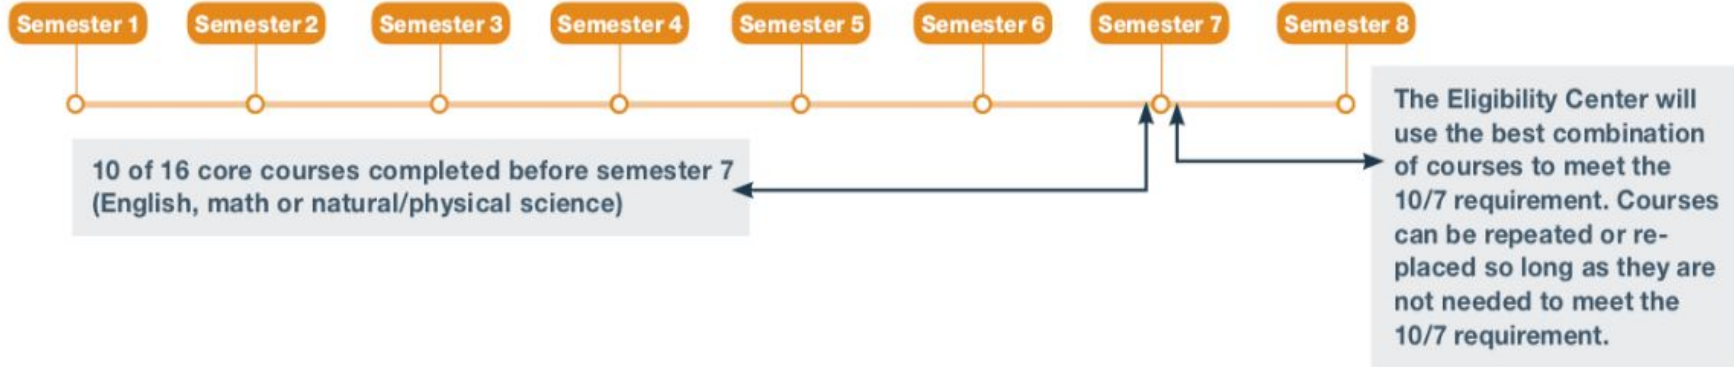 Semester 1
Semester 2
Semester 3
Semester 4
Semester 5
Semester 6
Semester 7
Semester 8
10 of 16 core courses completed before semester 7
(English, math or natural/physical science)
The Eligibility Center will
use the best combination
of courses to meet the
10/7 requirement. Courses
can be repeated or re-
placed so long as they are
not needed to meet the
10/7 requirement.